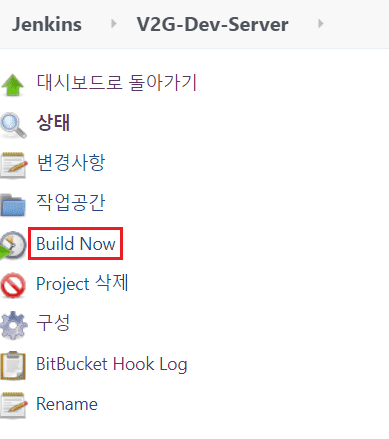 Jenkins V2G-Dev-Server
대시보드로 돌아가기
상태
변경사항
작업공간
Build Now
Project 삭제
구성
BitBucket Hook Log
Rename